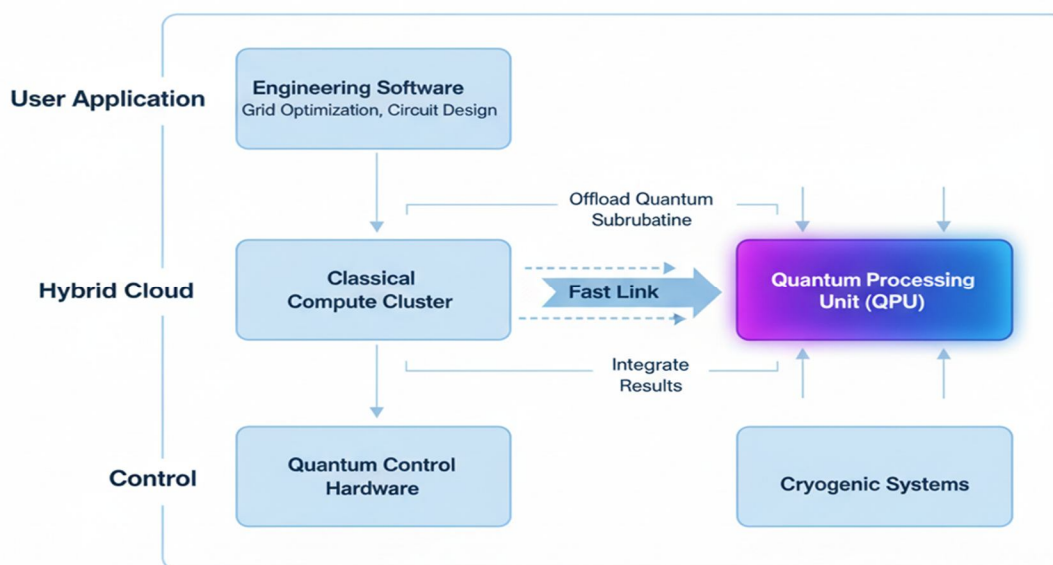 User Application
Engineering Software
Grid Optimization, Circuit Design
Offload Quantum
Subrubatine
Hybrid Cloud
Classical
Compute Cluster
Fast Link
Quantum Processing
Unit (QPU)
Integrate
Results
Control
Quantum Control
Hardware
Cryogenic Systems